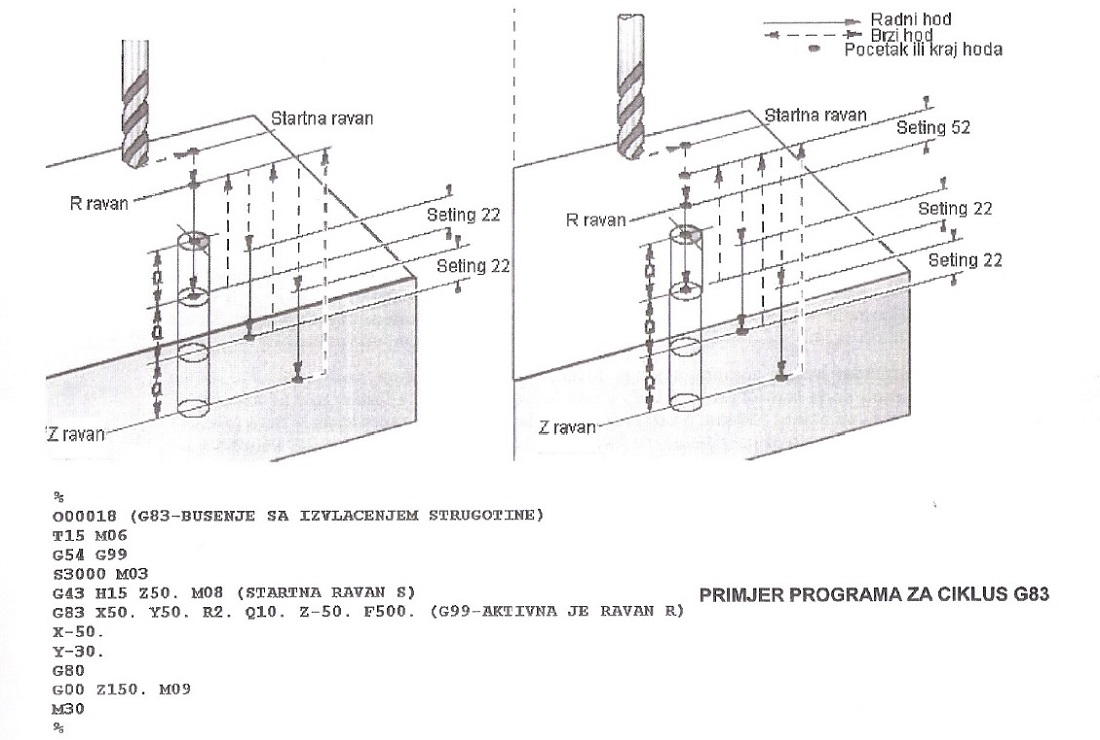 Radni hod
Brzi hod
Pocetak ili kraj hoda
Startna ravan
R ravan
Seting 22
Seting 22
Q
Q
Q
Z ravan
Startna ravan
Seting 52
R ravan
Seting 22
Seting 22
Q
Q
Q
Z ravan
%
O00018 (G83-BUSENJE SA IZVLACENJEM STRUGOTINE)
T15 M06
G54 G99
S3000 M03
G43 H15 Z50. M08 (STARTNA RAVAN S)
PRIMJER PROGRAMA ZA CIKLUS G83
G83 X50. Y50. R2. Q10. Z-50. F500. (G99-AKTIVNA JE RAVAN R)
X-50.
Y-30.
G80
G00 Z150. M09
M30
%